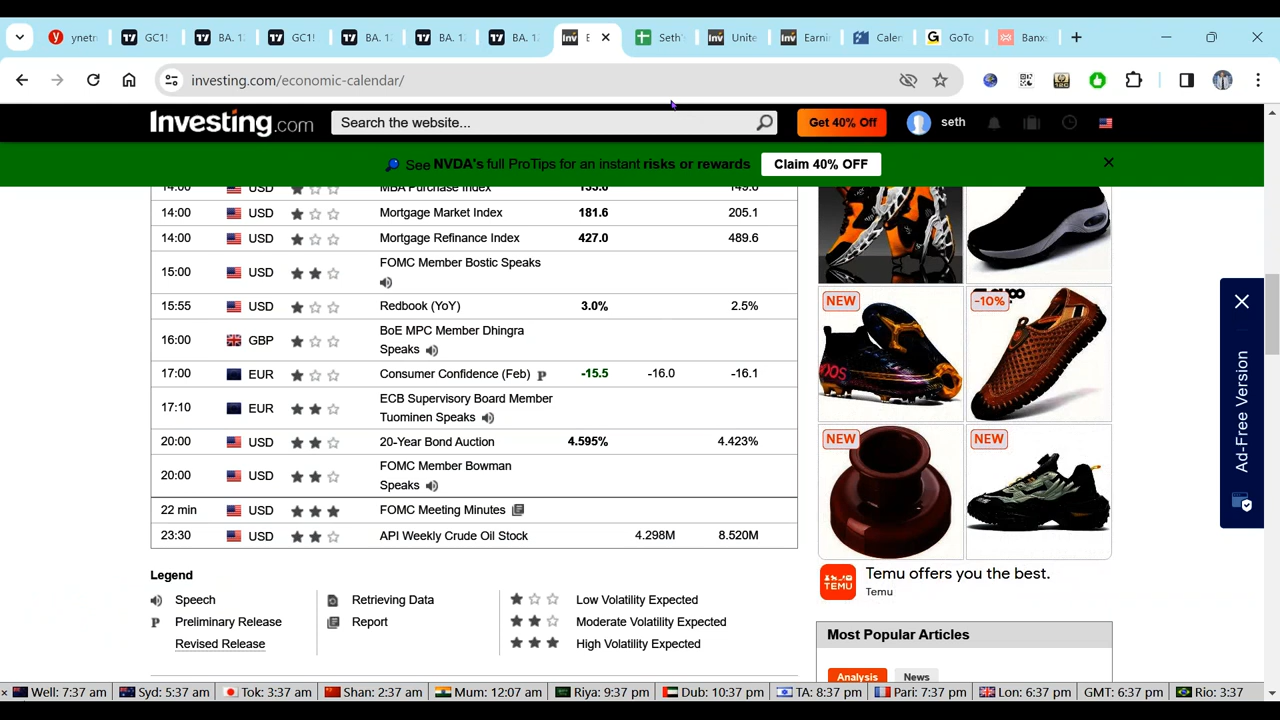 ynetn
GC1!
BA. 1
GC1!
BA. 1
BA. 1
BA. 1
E
Seth'
Unite
Earni
Calen
GoTo
Banx
investing.com/economic-calendar/
Investing.com
Search the website...
Get 40% Off
seth
See NVDA's full ProTips for an instant risks or rewards
Claim 40% OFF
14:00 USD MBA Purchase Index
14:00 USD Mortgage Market Index 181.6 205.1
14:00 USD Mortgage Refinance Index 427.0 489.6
15:00 USD FOMC Member Bostic Speaks
15:55 USD Redbook (YoY) 3.0% 2.5%
16:00 GBP BoE MPC Member Dhingra
Speaks
17:00 EUR Consumer Confidence (Feb) P -15.5 -16.0 -16.1
17:10 EUR ECB Supervisory Board Member
Tuominen Speaks
20:00 USD 20-Year Bond Auction 4.595% 4.423%
20:00 USD FOMC Member Bowman
Speaks
22 min USD FOMC Meeting Minutes
23:30 USD API Weekly Crude Oil Stock 4.298M 8.520M
NEW
-10%
NEW
NEW
TEMU
Temu offers you the best.
Temu
Ad-Free Version
Legend
Speech
P Preliminary Release
Revised Release
Retrieving Data
Report
Low Volatility Expected
Moderate Volatility Expected
High Volatility Expected
Most Popular Articles
Analysis
News
Well: 7:37 am
Syd: 5:37 am
Tok: 3:37 am
Shan: 2:37 am
Mum: 12:07 am
Riya: 9:37 pm
Dub: 10:37 pm
TA: 8:37 pm
Pari: 7:37 pm
Lon: 6:37 pm
GMT: 6:37 pm
Rio: 3:37